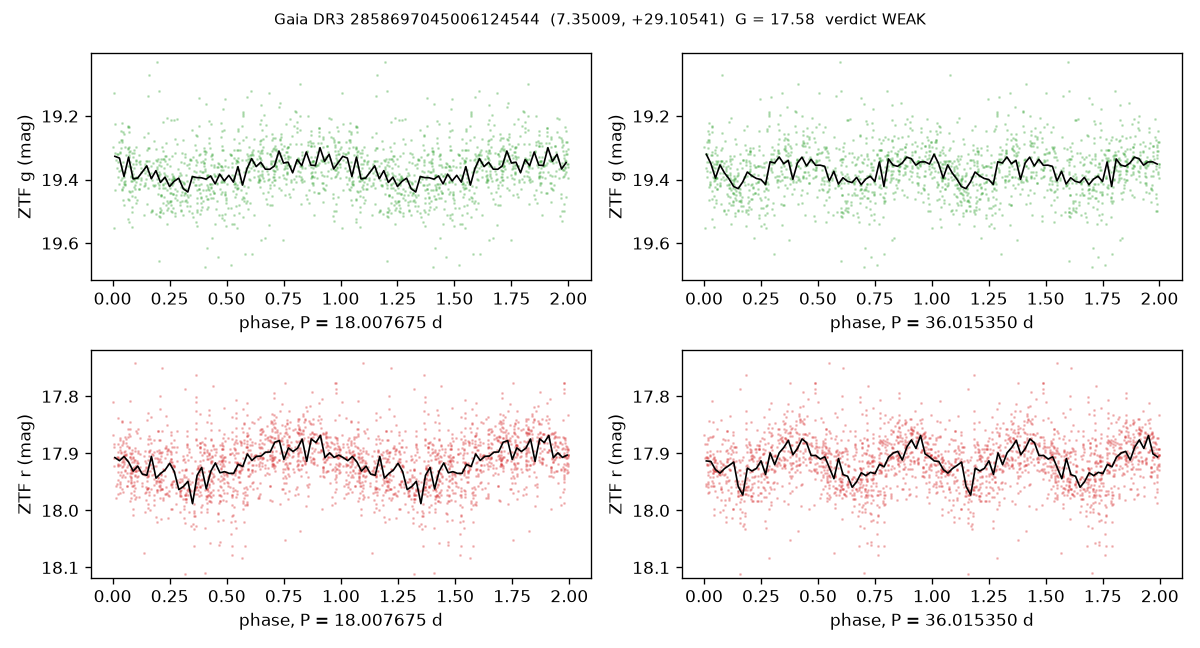 Gaia DR3 2858697045006124544 (7.35009, +29.10541) G = 17.58 verdict WEAK
ZTF g (mag)
19.2
19.4
19.6
0.00 0.25 0.50 0.75 1.00 1.25 1.50 1.75 2.00
phase, P = 18.007675 d
ZTF g (mag)
19.2
19.4
19.6
0.00 0.25 0.50 0.75 1.00 1.25 1.50 1.75 2.00
phase, P = 36.015350 d
ZTF r (mag)
17.8
17.9
18.0
18.1
0.00 0.25 0.50 0.75 1.00 1.25 1.50 1.75 2.00
phase, P = 18.007675 d
ZTF r (mag)
17.8
17.9
18.0
18.1
0.00 0.25 0.50 0.75 1.00 1.25 1.50 1.75 2.00
phase, P = 36.015350 d